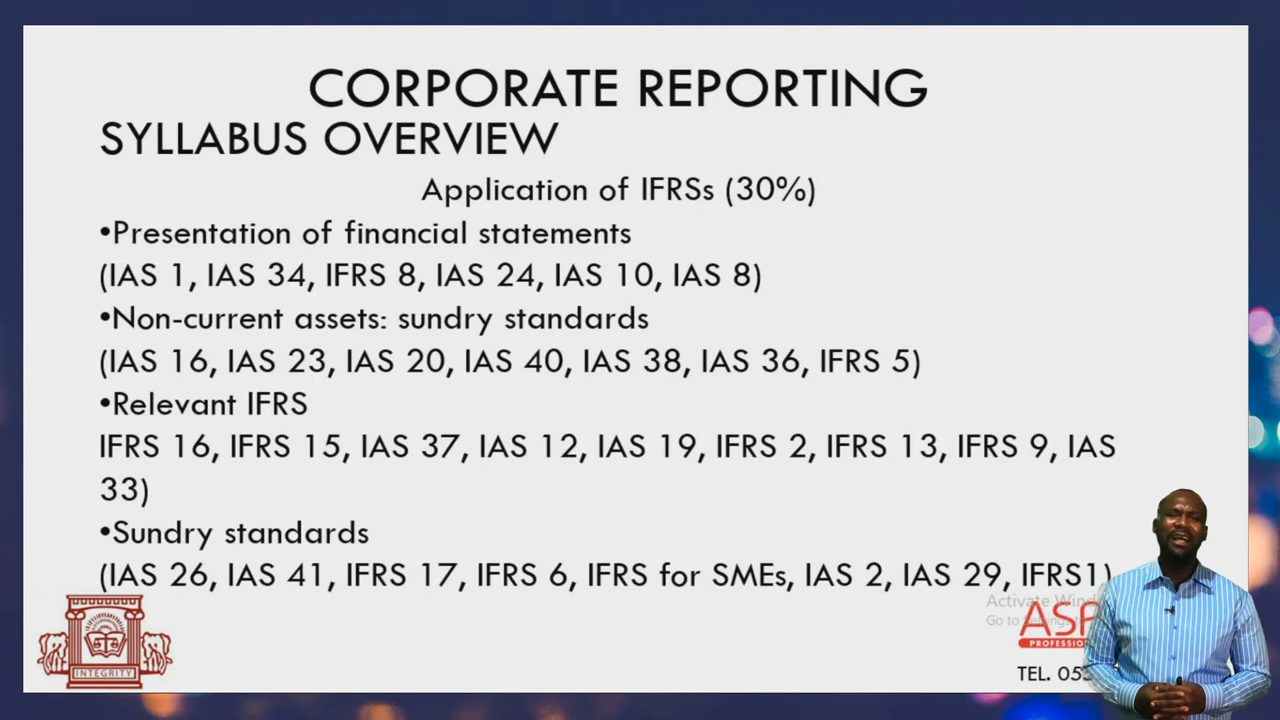 CORPORATE REPORTING
SYLLABUS OVERVIEW
Application of IFRSs (30%)
•Presentation of financial statements
(IAS 1, IAS 34, IFRS 8, IAS 24, IAS 10, IAS 8)
•Non-current assets: sundry standards
(IAS 16, IAS 23, IAS 20, IAS 40, IAS 38, IAS 36, IFRS 5)
•Relevant IFRS
IFRS 16, IFRS 15, IAS 37, IAS 12, IAS 19, IFRS 2, IFRS 13, IFRS 9, IAS
33)
•Sundry standards
(IAS 26, IAS 41, IFRS 17, IFRS 6, IFRS for SMEs, IAS 2, IAS 29, IFRS1)
Activate
Go to
INTEGRITY
TEL.